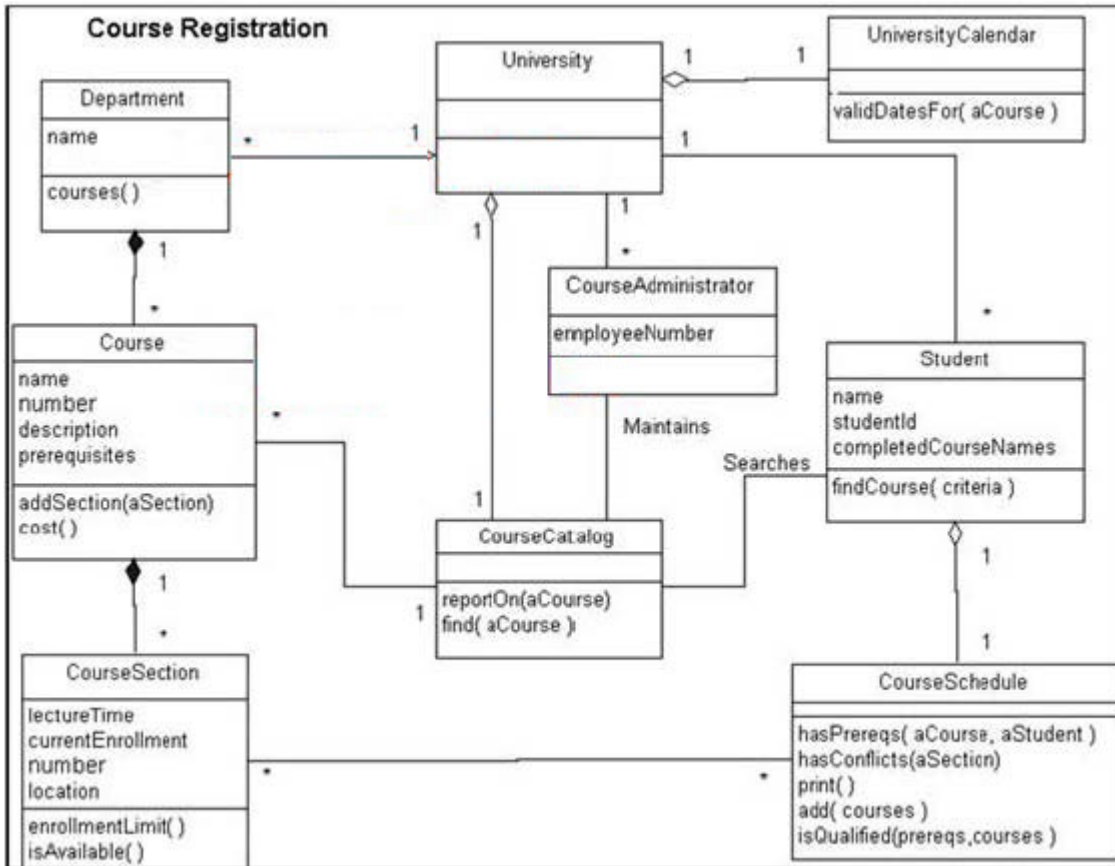 Course Registration
Department
name
courses( )
*
1
University
1
1
UniversityCalendar
validDatesFor( aCourse )
1
1
1
*
CourseAdministrator
ennployeeNumber
1
*
Course
name
number
description
prerequisites
addSection(aSection)
cost( )
*
Maintains
*
Student
name
studentId
completedCourseNames
findCourse( criteria )
Searches
1
CourseCatalog
reportOn(aCourse)
find( aCourse )
1
1
*
1
1
CourseSection
lectureTime
currentEnrollment
number
location
enrollmentLimit( )
isAvailable( )
*
*
CourseSchedule
hasPrereqs( aCourse, aStudent )
hasConflicts(aSection)
print( )
add( courses )
isQualified(prereqs,courses )